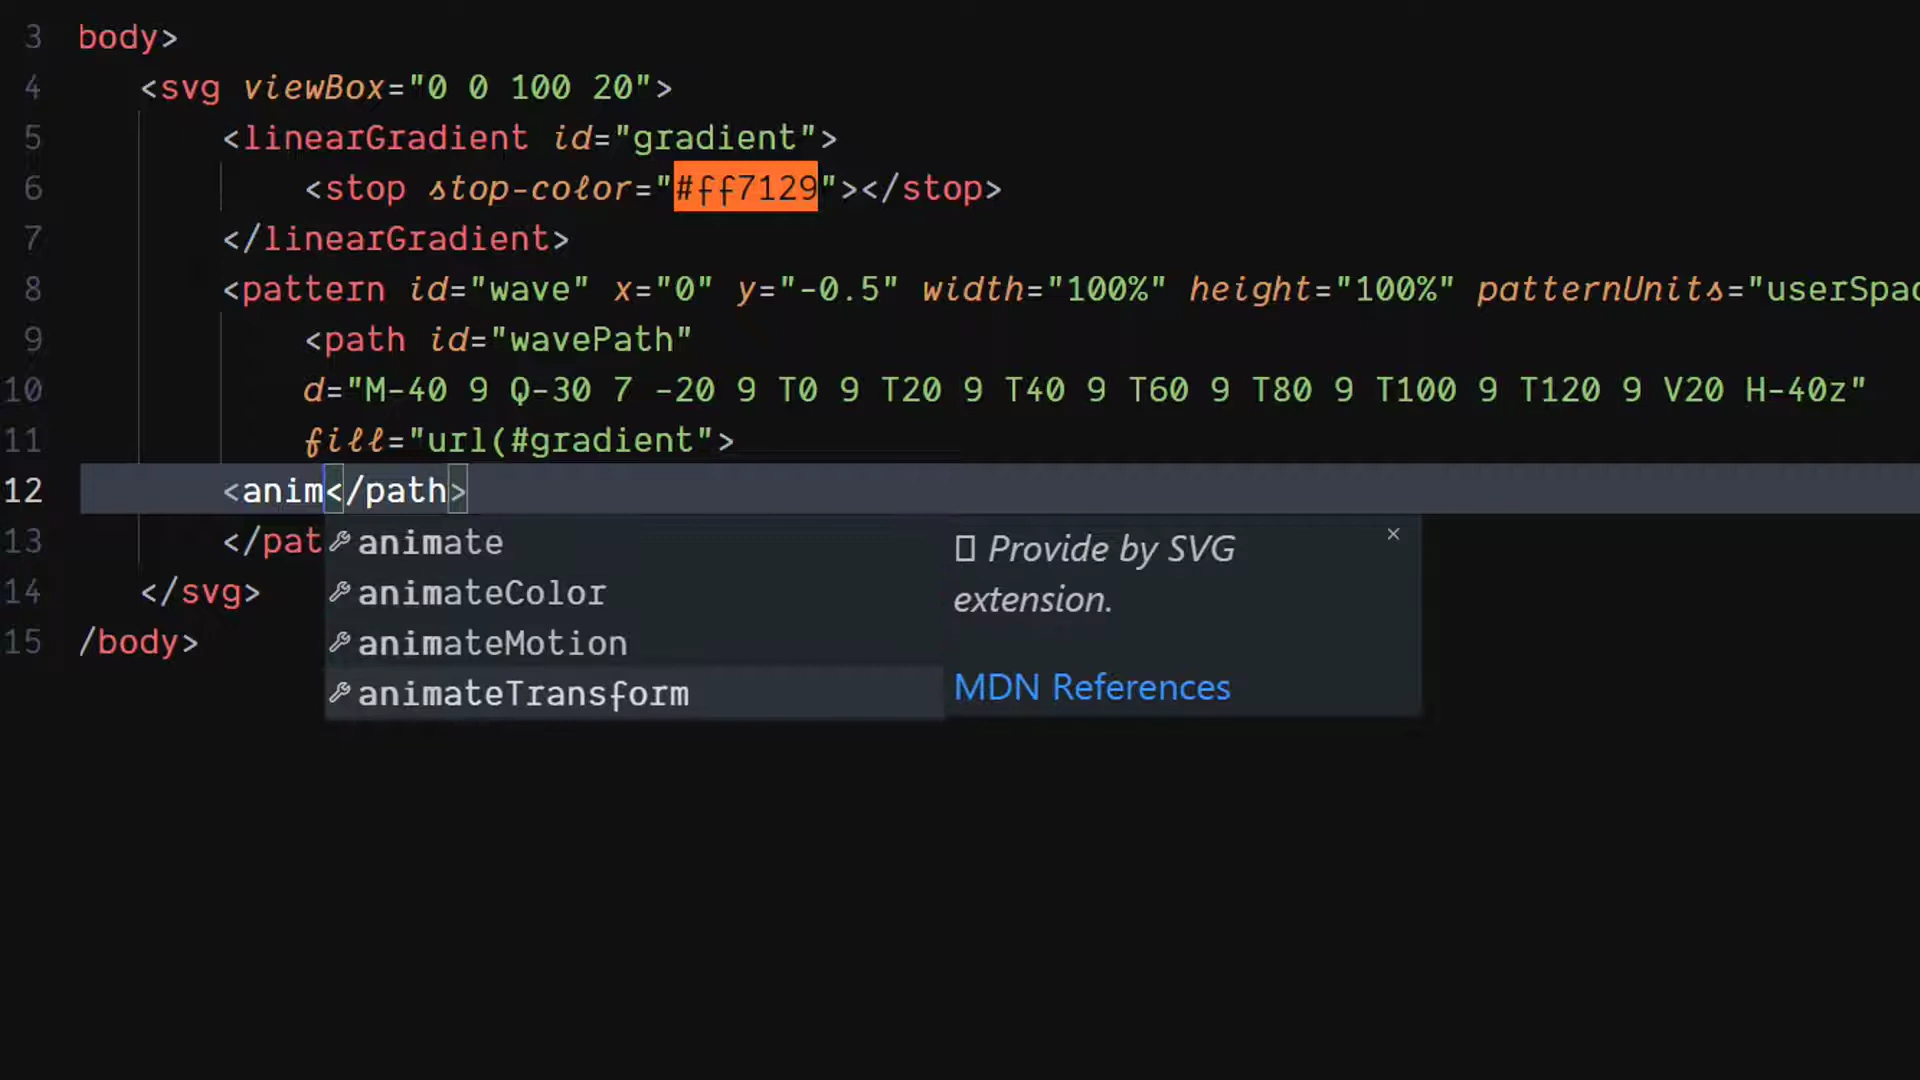 3 body>
4 <svg viewBox="0 0 100 20">
5 <linearGradient id="gradient">
6 <stop stop-color="#ff7129"></stop>
7 </linearGradient>
8 <pattern id="wave" x="0" y="-0.5" width="100%" height="100%" patternUnits="userSpac
9 <path id="wavePath"
10 d="M-40 9 Q-30 7 -20 9 T0 9 T20 9 T40 9 T60 9 T80 9 T100 9 T120 9 V20 H-40z"
11 fill="url(#gradient">
12 <anim</path>
13 </pat
animate
animateColor
animateMotion
animateTransform
Provide by SVG
extension.
MDN References
14 </svg>
15 /body>